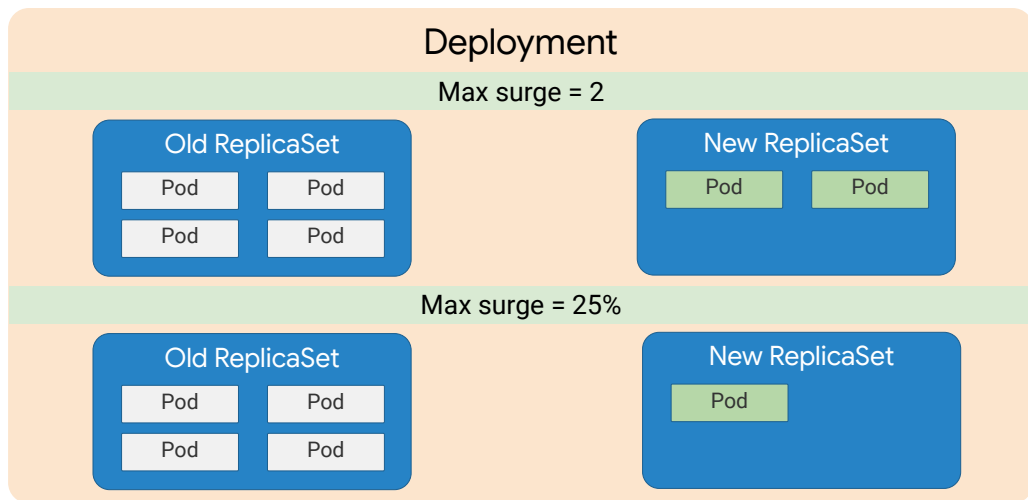 Deployment
Max surge = 2
Old ReplicaSet
Pod Pod
Pod Pod
New ReplicaSet
Pod Pod
Max surge = 25%
Old ReplicaSet
Pod Pod
Pod Pod
New ReplicaSet
Pod